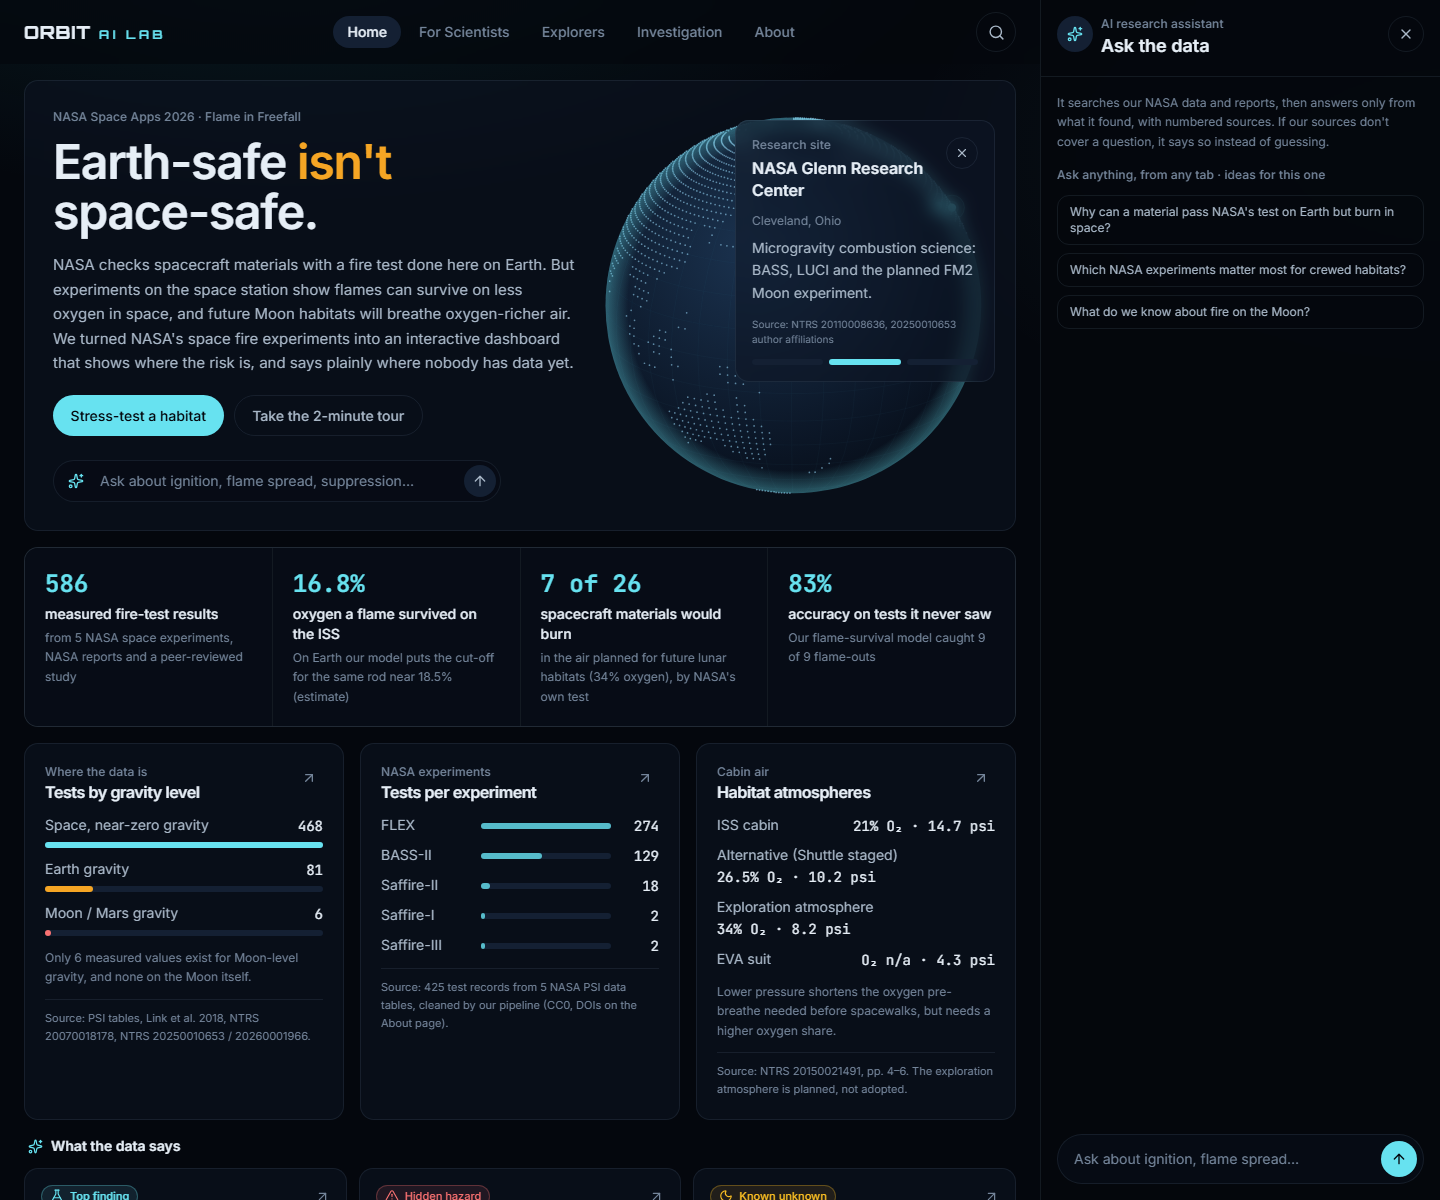 ORBIT AI LAB
Home
For Scientists
Explorers
Investigation
About
NASA Space Apps 2026 · Flame in Freefall
Earth-safe isn't
space-safe.
NASA checks spacecraft materials with a fire test done here on Earth. But
experiments on the space station show flames can survive on less
oxygen in space, and future Moon habitats will breathe oxygen-richer air.
We turned NASA's space fire experiments into an interactive dashboard
that shows where the risk is, and says plainly where nobody has data yet.
Stress-test a habitat
Take the 2-minute tour
Ask about ignition, flame spread, suppression...
Research site
NASA Glenn Research
Center
Cleveland, Ohio
Microgravity combustion science:
BASS, LUCI and the planned FM2
Moon experiment.
Source: NTRS 20110008636, 20250010653
author affiliations
586
measured fire-test results
from 5 NASA space experiments,
NASA reports and a peer-reviewed
study
16.8%
oxygen a flame survived on
the ISS
On Earth our model puts the cut-off
for the same rod near 18.5%
(estimate)
7 of 26
spacecraft materials would
burn
in the air planned for future lunar
habitats (34% oxygen), by NASA's
own test
83%
accuracy on tests it never saw
Our flame-survival model caught 9
of 9 flame-outs
Where the data is
Tests by gravity level
Space, near-zero gravity 468
Earth gravity 81
Moon / Mars gravity 6
Only 6 measured values exist for Moon-level
gravity, and none on the Moon itself.
Source: PSI tables, Link et al. 2018, NTRS
20070018178, NTRS 20250010653 / 20260001966.
NASA experiments
Tests per experiment
FLEX 274
BASS-II 129
Saffire-II 18
Saffire-I 2
Saffire-III 2
Source: 425 test records from 5 NASA PSI data
tables, cleaned by our pipeline (CC0, DOIs on the
About page).
Cabin air
Habitat atmospheres
ISS cabin 21% O₂ · 14.7 psi
Alternative (Shuttle staged)
26.5% O₂ · 10.2 psi
Exploration atmosphere
34% O₂ · 8.2 psi
EVA suit O₂ n/a · 4.3 psi
Lower pressure shortens the oxygen pre-
breathe needed before spacewalks, but needs a
higher oxygen share.
Source: NTRS 20150021491, pp. 4–6. The exploration
atmosphere is planned, not adopted.
What the data says
Top finding
Hidden hazard
Known unknown
AI research assistant
Ask the data
It searches our NASA data and reports, then answers only from
what it found, with numbered sources. If our sources don't
cover a question, it says so instead of guessing.
Ask anything, from any tab · ideas for this one
Why can a material pass NASA's test on Earth but burn in
space?
Which NASA experiments matter most for crewed habitats?
What do we know about fire on the Moon?
Ask about ignition, flame spread...